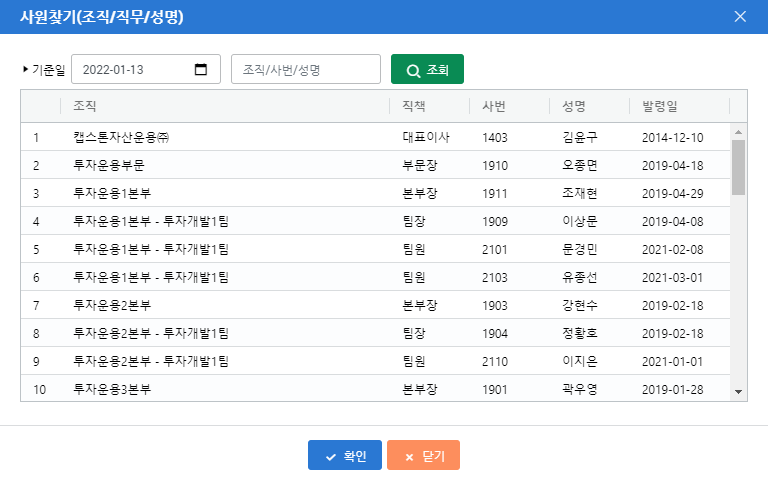 사원찾기(조직/직무/성명)
기준일 2022-01-13 조직/사번/성명 조회
조직 직책 사번 성명 발령일
1 캡스톤자산운용㈜ 대표이사 1403 김윤구 2014-12-10
2 투자운용부문 부문장 1910 오종면 2019-04-18
3 투자운용1본부 본부장 1911 조재현 2019-04-29
4 투자운용1본부 - 투자개발1팀 팀장 1909 이상문 2019-04-08
5 투자운용1본부 - 투자개발1팀 팀원 2101 문경민 2021-02-08
6 투자운용1본부 - 투자개발1팀 팀원 2103 유종선 2021-03-01
7 투자운용2본부 본부장 1903 강현수 2019-02-18
8 투자운용2본부 - 투자개발1팀 팀장 1904 정황호 2019-02-18
9 투자운용2본부 - 투자개발1팀 팀원 2110 이지은 2021-01-01
10 투자운용3본부 본부장 1901 곽우영 2019-01-28
확인 닫기